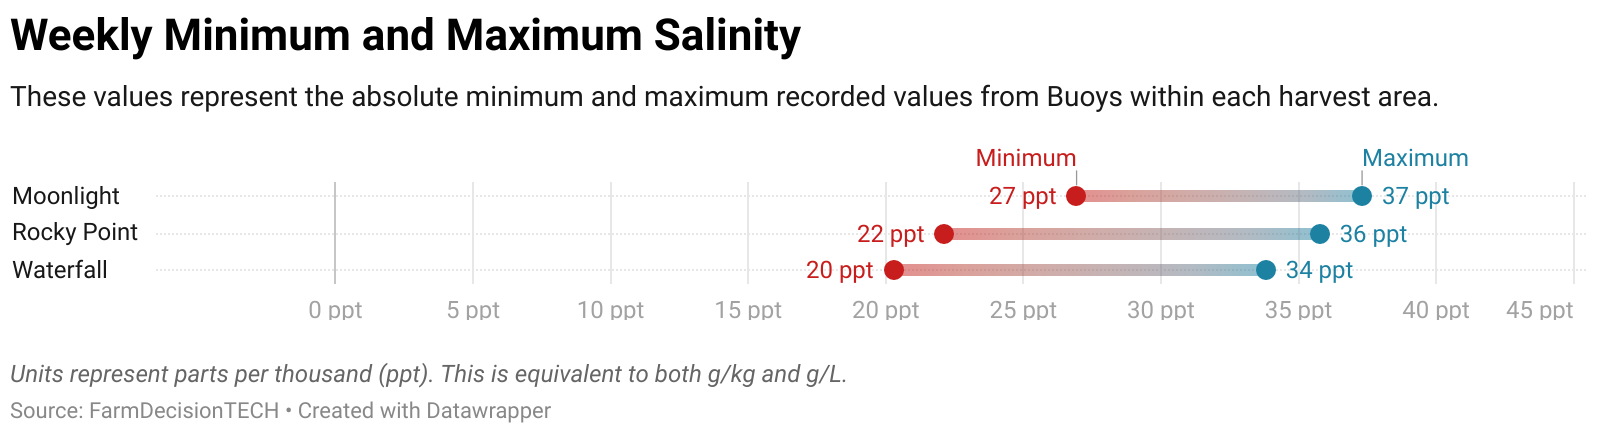 Weekly Minimum and Maximum Salinity
These values represent the absolute minimum and maximum recorded values from Buoys within each harvest area.
Minimum Maximum
Moonlight 27 ppt 37 ppt
Rocky Point 22 ppt 36 ppt
Waterfall 20 ppt 34 ppt
0 ppt 5 ppt 10 ppt 15 ppt 20 ppt 25 ppt 30 ppt 35 ppt 40 ppt 45 ppt
Units represent parts per thousand (ppt). This is equivalent to both g/kg and g/L.
Source: FarmDecisionTECH • Created with Datawrapper